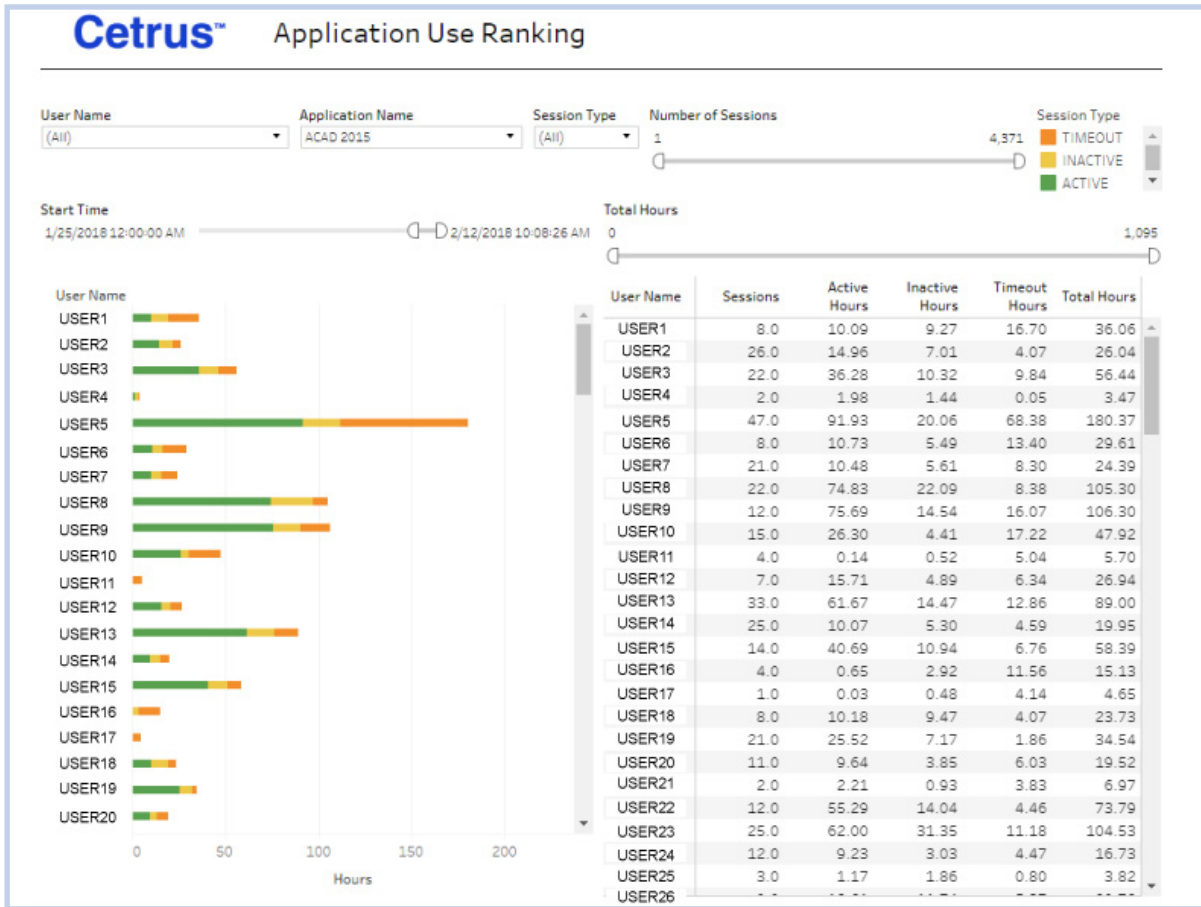 Cetrus™ Application Use Ranking
User Name Application Name Session Type Number of Sessions Session Type
(All) ACAD 2015 (All) 1 4,371 TIMEOUT
INACTIVE
ACTIVE
Start Time Total Hours
1/25/2018 12:00:00 AM 2/12/2018 10:08:26 AM 0 1,095
User Name
USER1
USER2
USER3
USER4
USER5
USER6
USER7
USER8
USER9
USER10
USER11
USER12
USER13
USER14
USER15
USER16
USER17
USER18
USER19
USER20
0 50 100 150 200
Hours
User Name Sessions Active Hours Inactive Hours Timeout Hours Total Hours
USER1 8.0 10.09 9.27 16.70 36.06
USER2 26.0 14.96 7.01 4.07 26.04
USER3 22.0 36.28 10.32 9.84 56.44
USER4 2.0 1.98 1.44 0.05 3.47
USER5 47.0 91.93 20.06 68.38 180.37
USER6 8.0 10.73 5.49 13.40 29.61
USER7 21.0 10.48 5.61 8.30 24.39
USER8 22.0 74.83 22.09 8.38 105.30
USER9 12.0 75.69 14.54 16.07 106.30
USER10 15.0 26.30 4.41 17.22 47.92
USER11 4.0 0.14 0.52 5.04 5.70
USER12 7.0 15.71 4.89 6.34 26.94
USER13 33.0 61.67 14.47 12.86 89.00
USER14 25.0 10.07 5.30 4.59 19.95
USER15 14.0 40.69 10.94 6.76 58.39
USER16 4.0 0.65 2.92 11.56 15.13
USER17 1.0 0.03 0.48 4.14 4.65
USER18 8.0 10.18 9.47 4.07 23.73
USER19 21.0 25.52 7.17 1.86 34.54
USER20 11.0 9.64 3.85 6.03 19.52
USER21 2.0 2.21 0.93 3.83 6.97
USER22 12.0 55.29 14.04 4.46 73.79
USER23 25.0 62.00 31.35 11.18 104.53
USER24 12.0 9.23 3.03 4.47 16.73
USER25 3.0 1.17 1.86 0.80 3.82
USER26